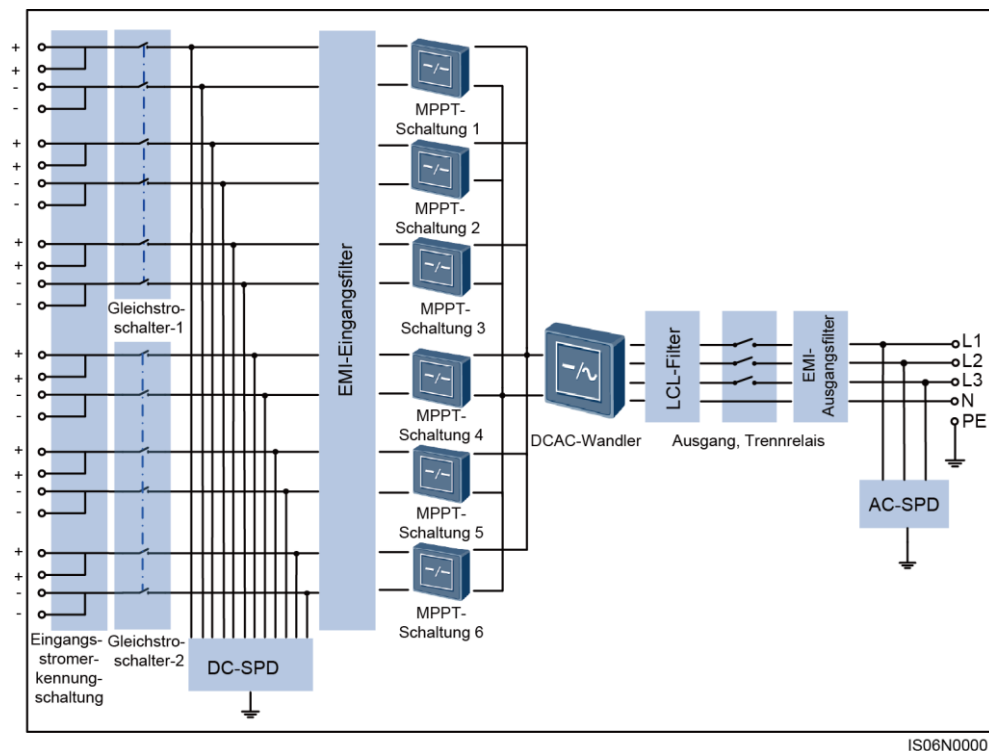 +
+
-
-
+
+
-
-
+
+
-
-
+
+
-
-
+
+
-
-
+
+
-
-
Eingangs-
stromer-
kennung-
schaltung
Gleichstro-
schalter-1
Gleichstro-
schalter-2
DC-SPD
EMI-Eingangsfilter
MPPT-
Schaltung 1
MPPT-
Schaltung 2
MPPT-
Schaltung 3
MPPT-
Schaltung 4
MPPT-
Schaltung 5
MPPT-
Schaltung 6
DCAC-Wandler
LCL-Filter
Ausgang, Trennrelais
EMI-
Ausgangsfilter
L1
L2
L3
N
PE
AC-SPD
IS06N0000